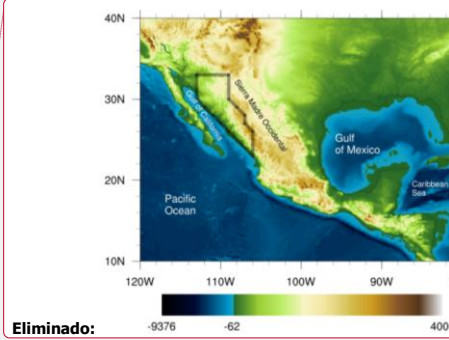 40N
30N
20N
10N
Gulf of California
Sierra Madre Occidental
Gulf
of Mexico
Caribbean
Sea
Pacific
Ocean
120W
110W
100W
90W
Eliminado:
-9376
-62
400